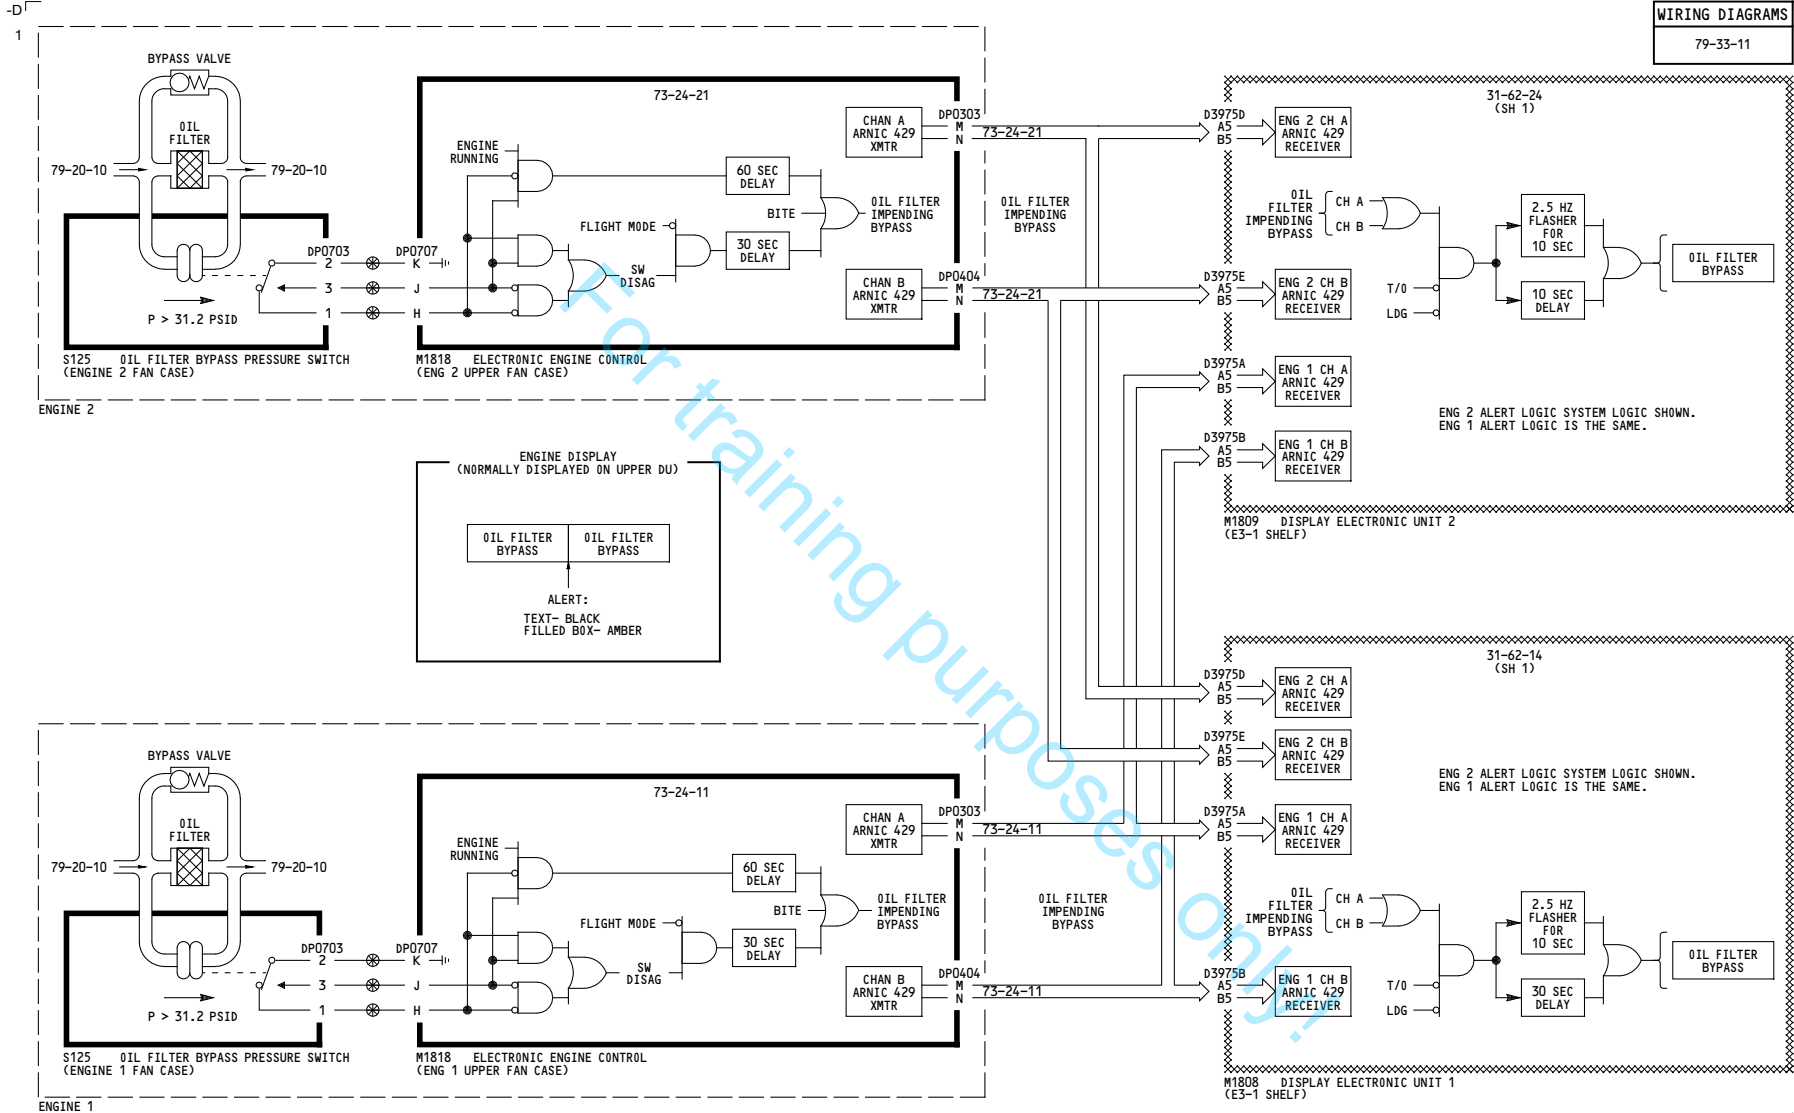 -D
1
WIRING DIAGRAMS
79-33-11
BYPASS VALVE
OIL
FILTER
79-20-10
79-20-10
DP0703
2
3
1
P > 31.2 PSID
S125 OIL FILTER BYPASS PRESSURE SWITCH
(ENGINE 2 FAN CASE)
DP0707
K
J
H
73-24-21
ENGINE
RUNNING
FLIGHT MODE
SW
DISAG
60 SEC
DELAY
BITE
30 SEC
DELAY
OIL FILTER
IMPENDING
BYPASS
CHAN A
ARNIC 429
XMTR
DP0303
M
N
73-24-21
CHAN B
ARNIC 429
XMTR
DP0404
M
N
73-24-21
M1818 ELECTRONIC ENGINE CONTROL
(ENG 2 UPPER FAN CASE)
ENGINE 2
OIL FILTER
IMPENDING
BYPASS
31-62-24
(SH 1)
D3975D
A5
B5
ENG 2 CH A
ARNIC 429
RECEIVER
D3975E
A5
B5
ENG 2 CH B
ARNIC 429
RECEIVER
D3975A
A5
B5
ENG 1 CH A
ARNIC 429
RECEIVER
D3975B
A5
B5
ENG 1 CH B
ARNIC 429
RECEIVER
OIL
FILTER
IMPENDING
BYPASS
CH A
CH B
T/O
LDG
2.5 HZ
FLASHER
FOR
10 SEC
10 SEC
DELAY
OIL FILTER
BYPASS
ENG 2 ALERT LOGIC SYSTEM LOGIC SHOWN.
ENG 1 ALERT LOGIC IS THE SAME.
M1809 DISPLAY ELECTRONIC UNIT 2
(E3-1 SHELF)
ENGINE DISPLAY
(NORMALLY DISPLAYED ON UPPER DU)
OIL FILTER
BYPASS
OIL FILTER
BYPASS
ALERT:
TEXT- BLACK
FILLED BOX- AMBER
For training purposes only!
BYPASS VALVE
OIL
FILTER
79-20-10
79-20-10
DP0703
2
3
1
P > 31.2 PSID
S125 OIL FILTER BYPASS PRESSURE SWITCH
(ENGINE 1 FAN CASE)
DP0707
K
J
H
73-24-11
ENGINE
RUNNING
FLIGHT MODE
SW
DISAG
60 SEC
DELAY
BITE
30 SEC
DELAY
OIL FILTER
IMPENDING
BYPASS
CHAN A
ARNIC 429
XMTR
DP0303
M
N
73-24-11
CHAN B
ARNIC 429
XMTR
DP0404
M
N
73-24-11
M1818 ELECTRONIC ENGINE CONTROL
(ENG 1 UPPER FAN CASE)
ENGINE 1
OIL FILTER
IMPENDING
BYPASS
31-62-14
(SH 1)
D3975D
A5
B5
ENG 2 CH A
ARNIC 429
RECEIVER
D3975E
A5
B5
ENG 2 CH B
ARNIC 429
RECEIVER
D3975A
A5
B5
ENG 1 CH A
ARNIC 429
RECEIVER
D3975B
A5
B5
ENG 1 CH B
ARNIC 429
RECEIVER
ENG 2 ALERT LOGIC SYSTEM LOGIC SHOWN.
ENG 1 ALERT LOGIC IS THE SAME.
OIL
FILTER
IMPENDING
BYPASS
CH A
CH B
T/O
LDG
2.5 HZ
FLASHER
FOR
10 SEC
30 SEC
DELAY
OIL FILTER
BYPASS
M1808 DISPLAY ELECTRONIC UNIT 1
(E3-1 SHELF)